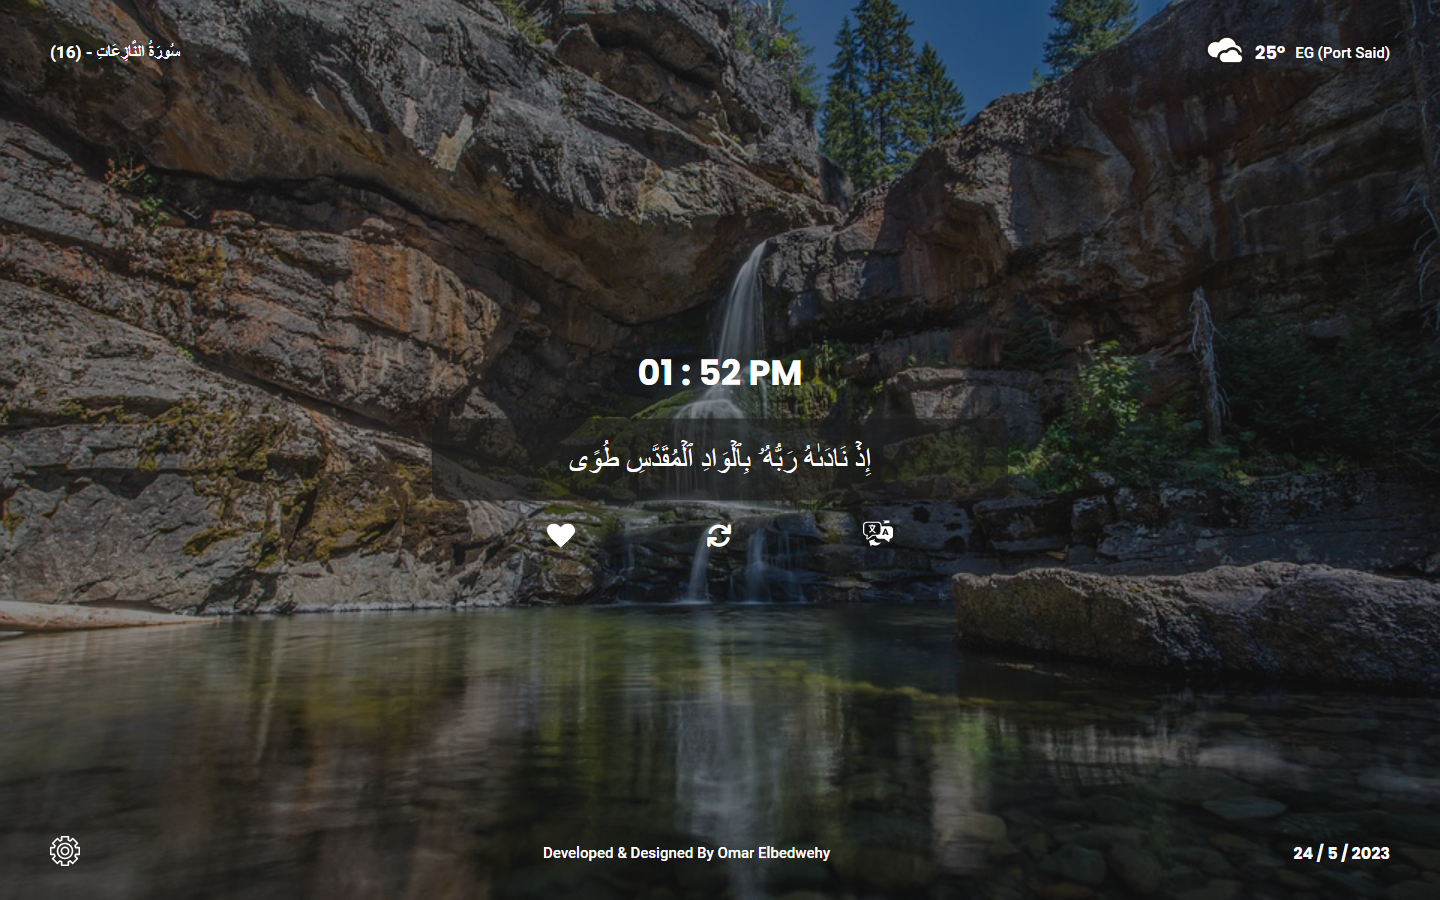 سُورَةُ النَّازِعَاتِ - (16)
25° EG (Port Said)
01 : 52 PM
إِذۡ نَادَىٰهُ رَبُّهُۥ بِٱلۡوَادِ ٱلۡمُقَدَّسِ طُوًى
Developed & Designed By Omar Elbedwehy
24 / 5 / 2023